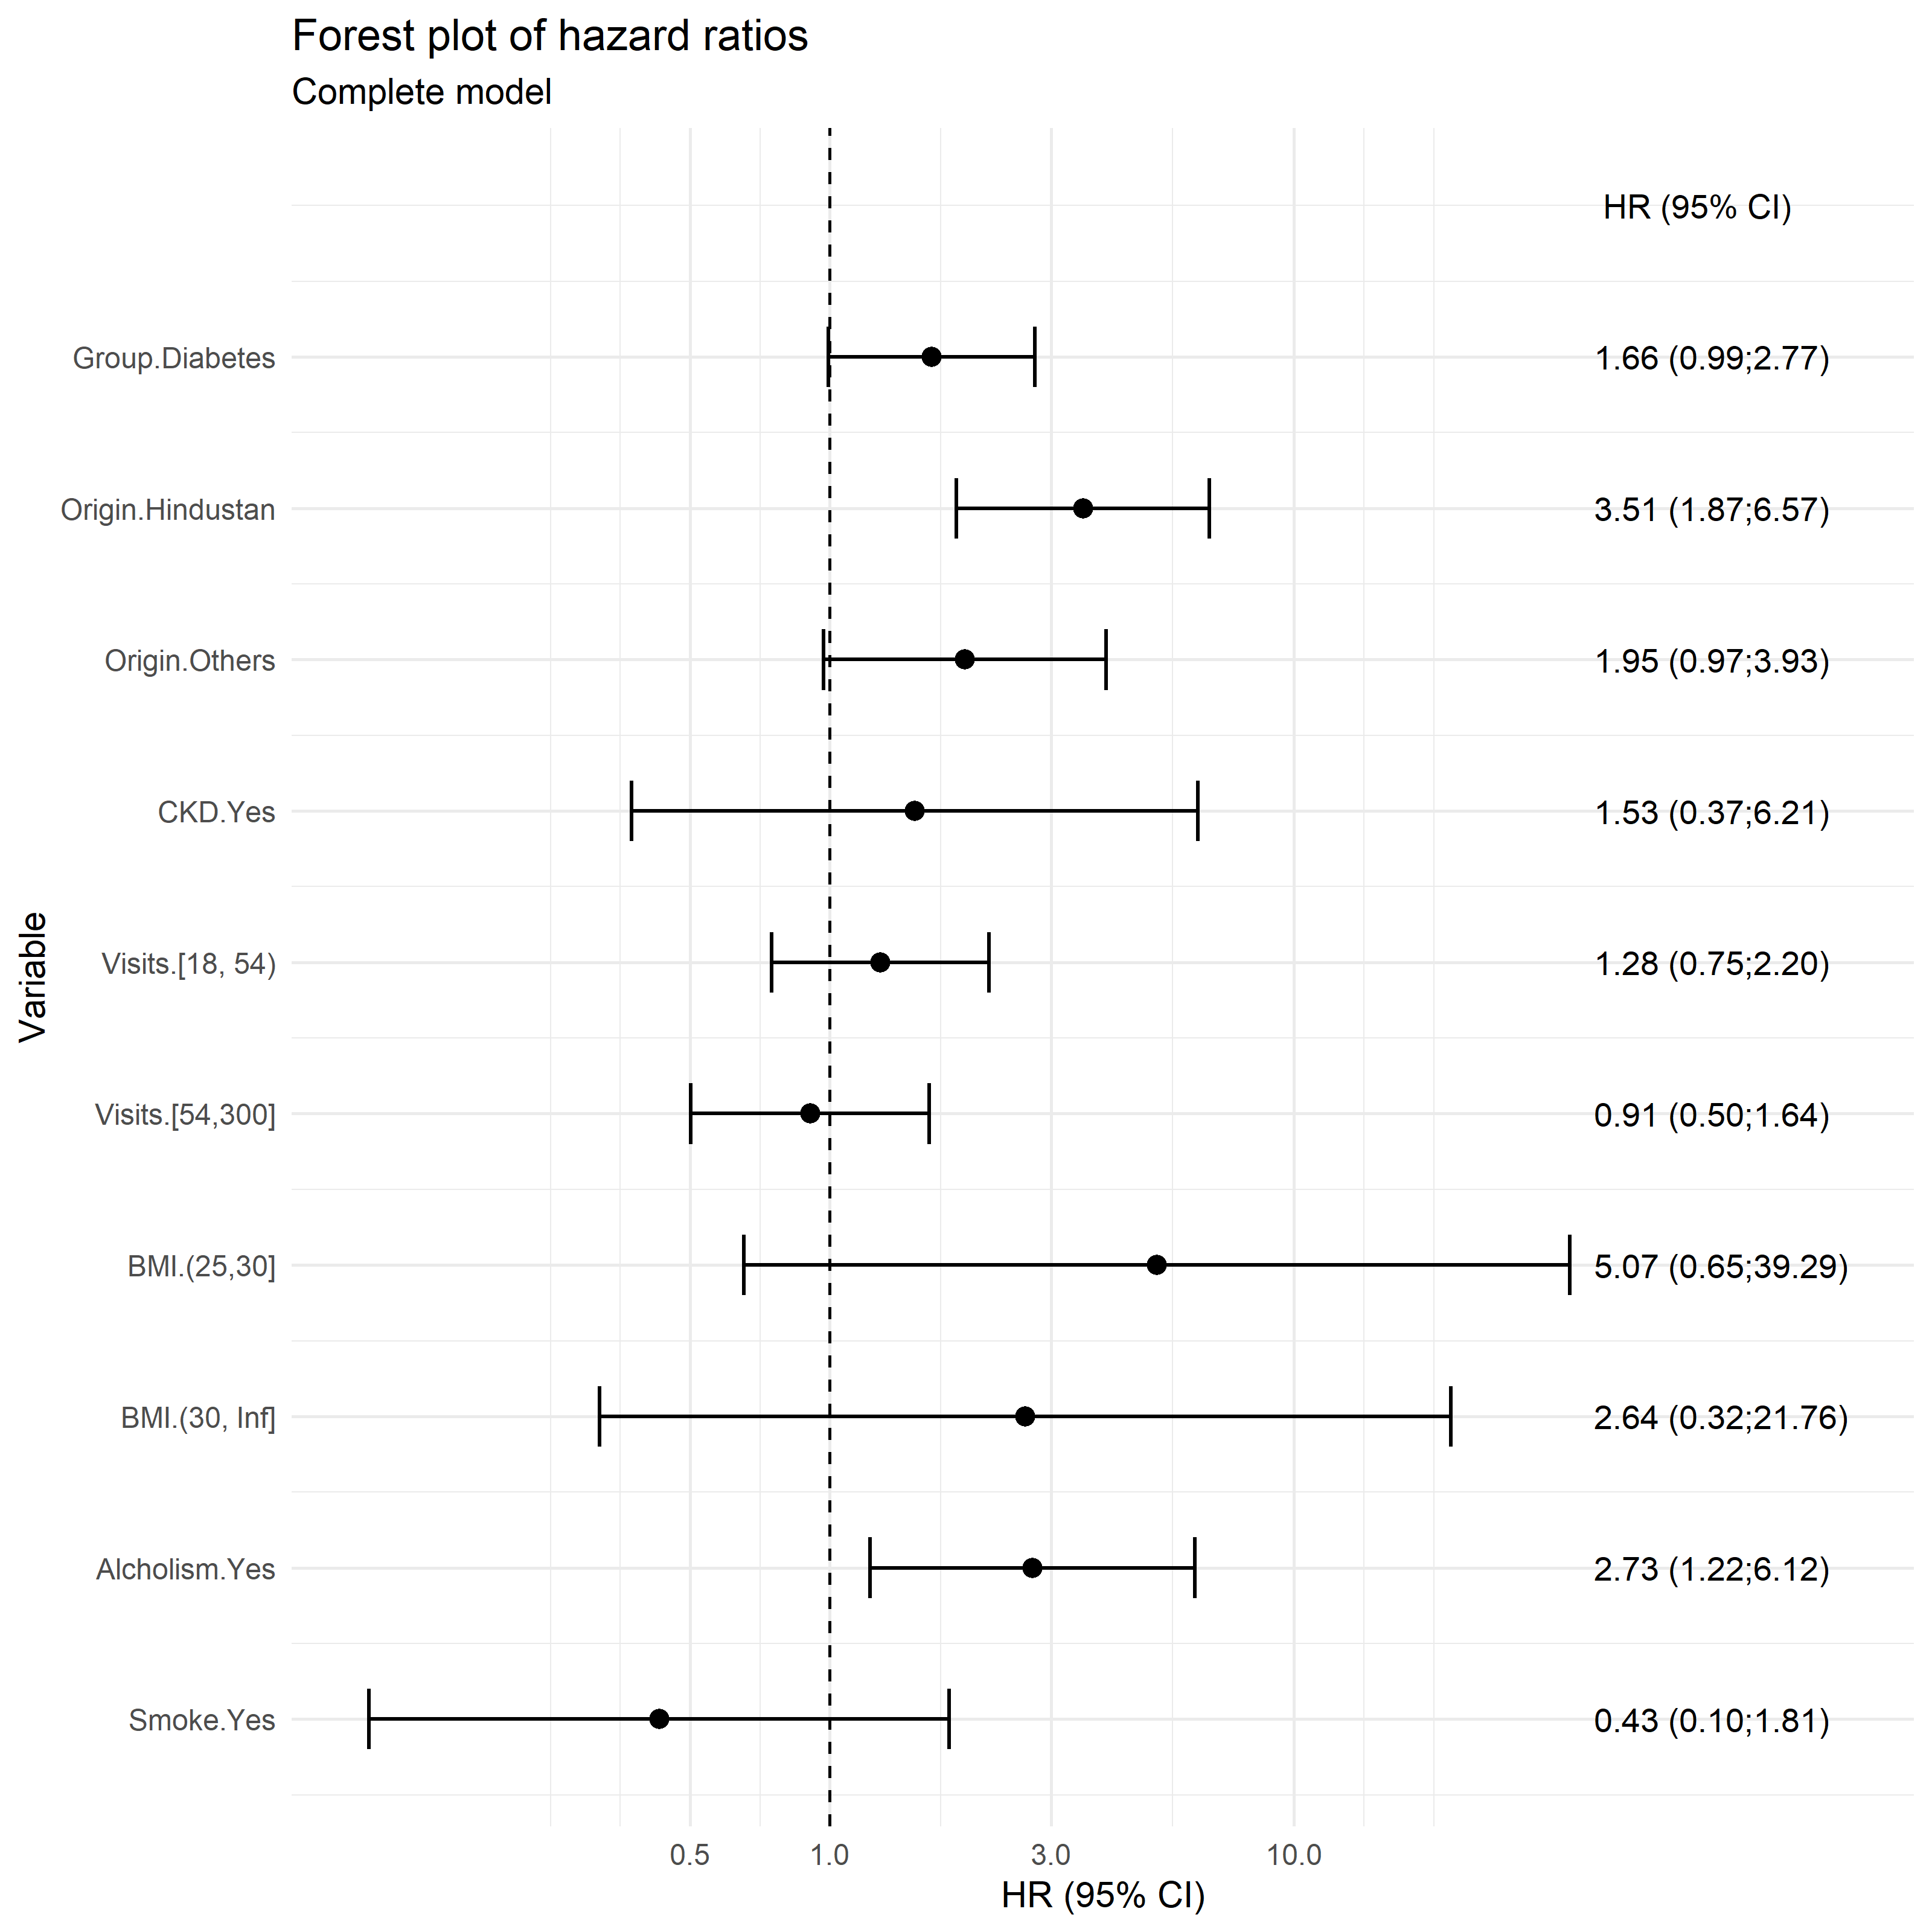 Forest plot of hazard ratios
Complete model
HR (95% CI)
Group.Diabetes 1.66 (0.99;2.77)
Origin.Hindustan 3.51 (1.87;6.57)
Origin.Others 1.95 (0.97;3.93)
CKD.Yes 1.53 (0.37;6.21)
Visits.[18, 54) 1.28 (0.75;2.20)
Visits.[54,300] 0.91 (0.50;1.64)
BMI.(25,30] 5.07 (0.65;39.29)
BMI.(30, Inf] 2.64 (0.32;21.76)
Alcholism.Yes 2.73 (1.22;6.12)
Smoke.Yes 0.43 (0.10;1.81)
Variable
0.5 1.0 3.0 10.0
HR (95% CI)